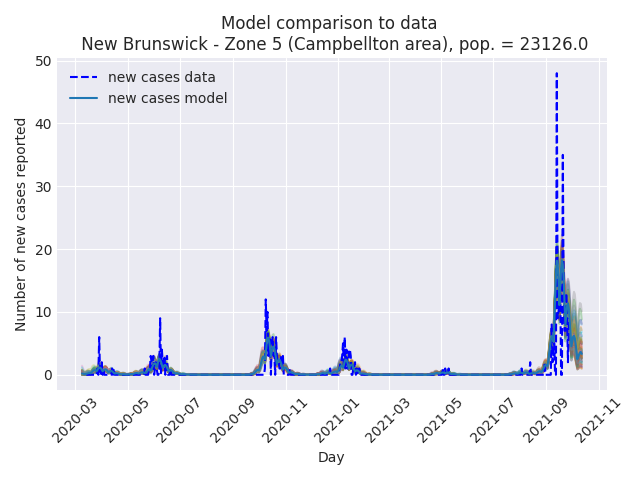 Model comparison to data
New Brunswick - Zone 5 (Campbellton area), pop. = 23126.0
new cases data
new cases model
Number of new cases reported
50
40
30
20
10
0
2020-03
2020-05
2020-07
2020-09
2020-11
2021-01
2021-03
2021-05
2021-07
2021-09
2021-11
Day